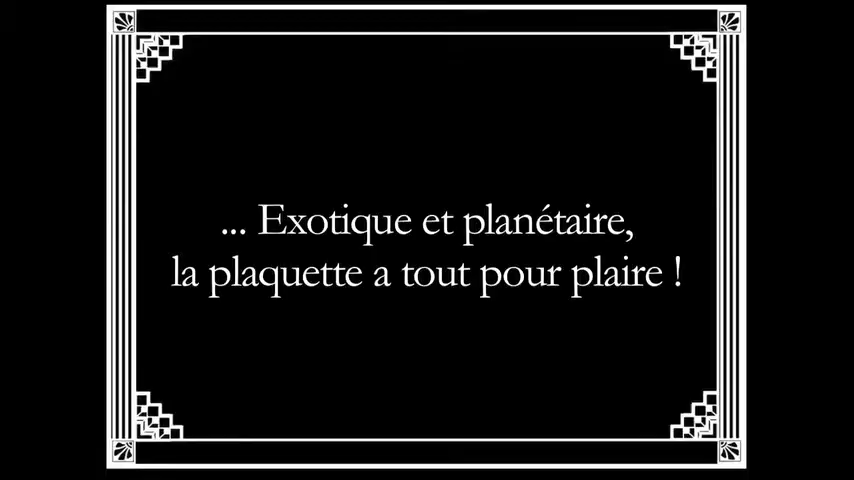 ... Exotique et planétaire,
la plaquette a tout pour plaire !